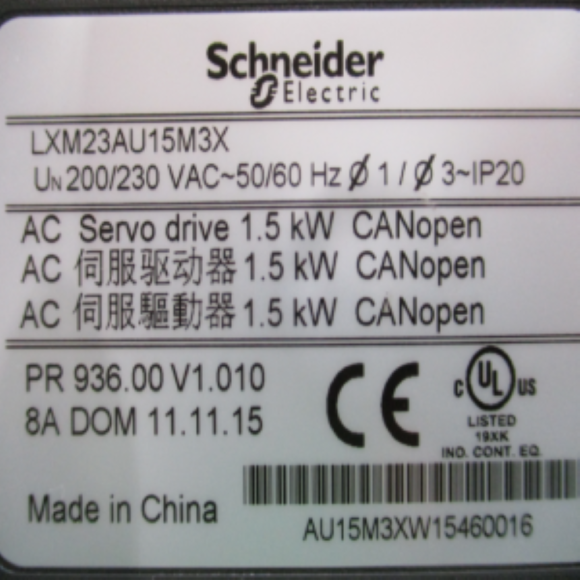 Schneider
Electric
LXM23AU15M3X
UN 200/230 VAC~50/60 Hz Ø 1 / Ø 3~IP20
AC Servo drive 1.5 kW CANopen
AC 伺服驱动器 1.5 kW CANopen
AC 伺服驅動器 1.5 kW CANopen
PR 936.00 V1.010
8A DOM 11.11.15
CE
C UL US
LISTED
19XK
IND. CONT. EQ.
Made in China
AU15M3XW15460016